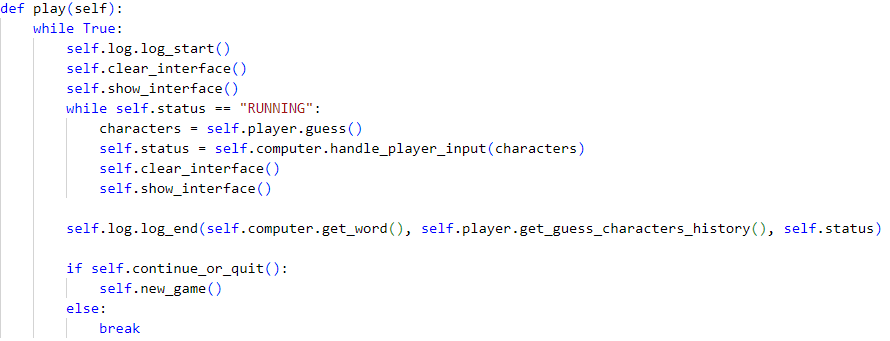 def play(self):
    while True:
        self.log.log_start()
        self.clear_interface()
        self.show_interface()
        while self.status == "RUNNING":
            characters = self.player.guess()
            self.status = self.computer.handle_player_input(characters)
            self.clear_interface()
            self.show_interface()

        self.log.log_end(self.computer.get_word(), self.player.get_guess_characters_history(), self.status)

        if self.continue_or_quit():
            self.new_game()
        else:
            break